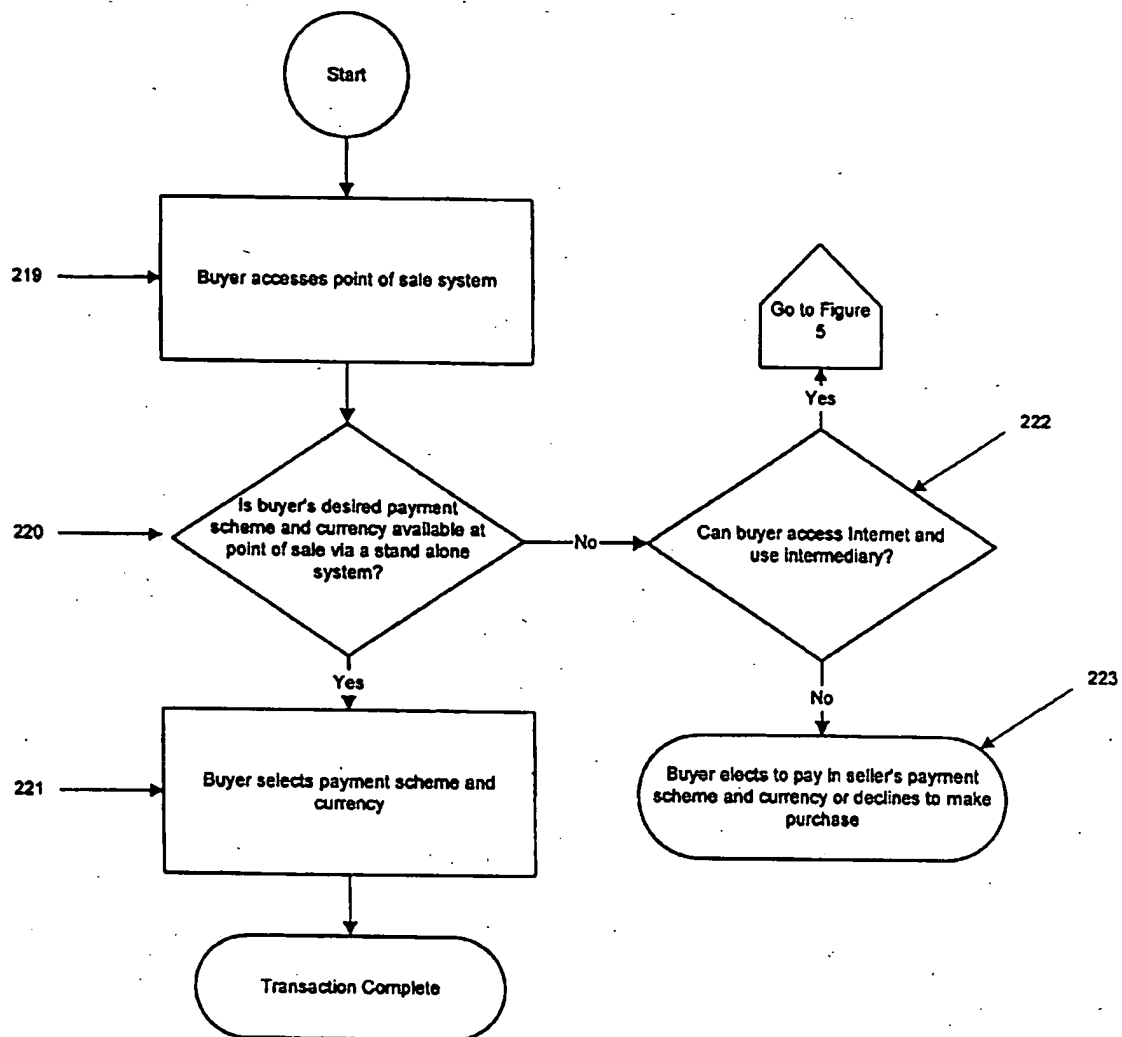 Start
219
Buyer accesses point of sale system
Go to Figure
5
Yes
222
220
Is buyer's desired payment
scheme and currency available at
point of sale via a stand alone
system?
No
Can buyer access Internet and
use intermediary?
Yes
No
223
221
Buyer selects payment scheme and
currency
Buyer elects to pay in seller's payment
scheme and currency or declines to make
purchase
Transaction Complete